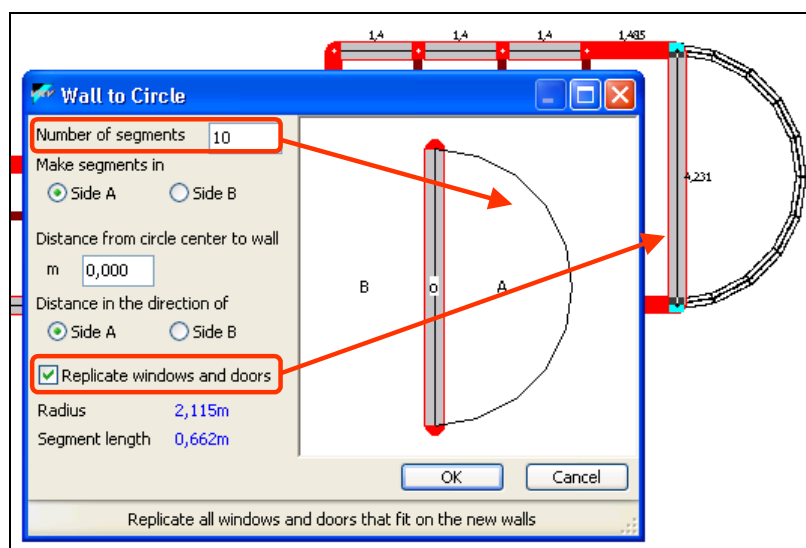 1,4 1,4 1,4 1,485
Wall to Circle
Number of segments 10
Make segments in
Side A Side B
Distance from circle center to wall
m 0,000
Distance in the direction of
Side A Side B
Replicate windows and doors
Radius 2,115m
Segment length 0,662m
B o A
4,231
OK Cancel
Replicate all windows and doors that fit on the new walls